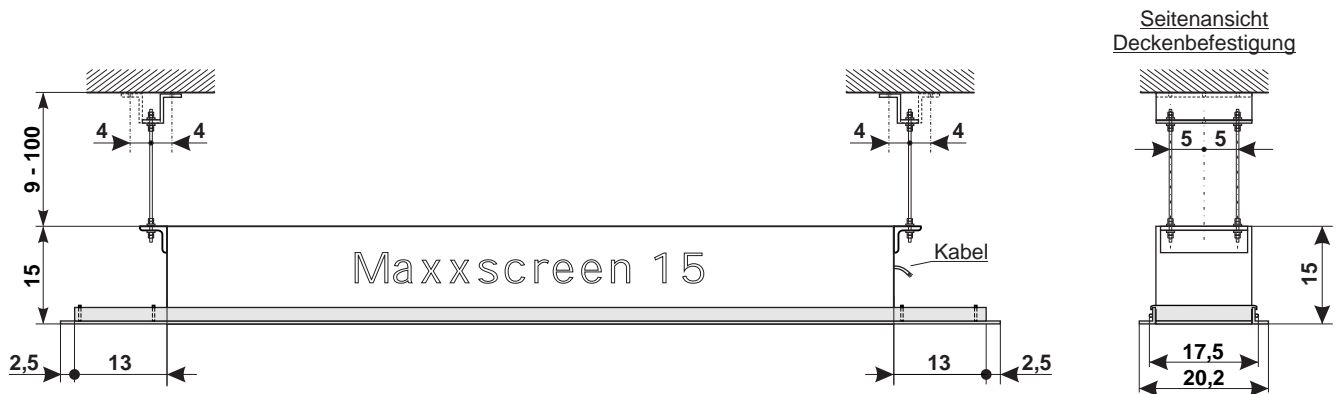 Seitenansicht
Deckenbefestigung
4 4
4 4
5 5
9 - 100
15
Maxxscreen 15
Kabel
15
2,5 13
13 2,5
17,5
20,2